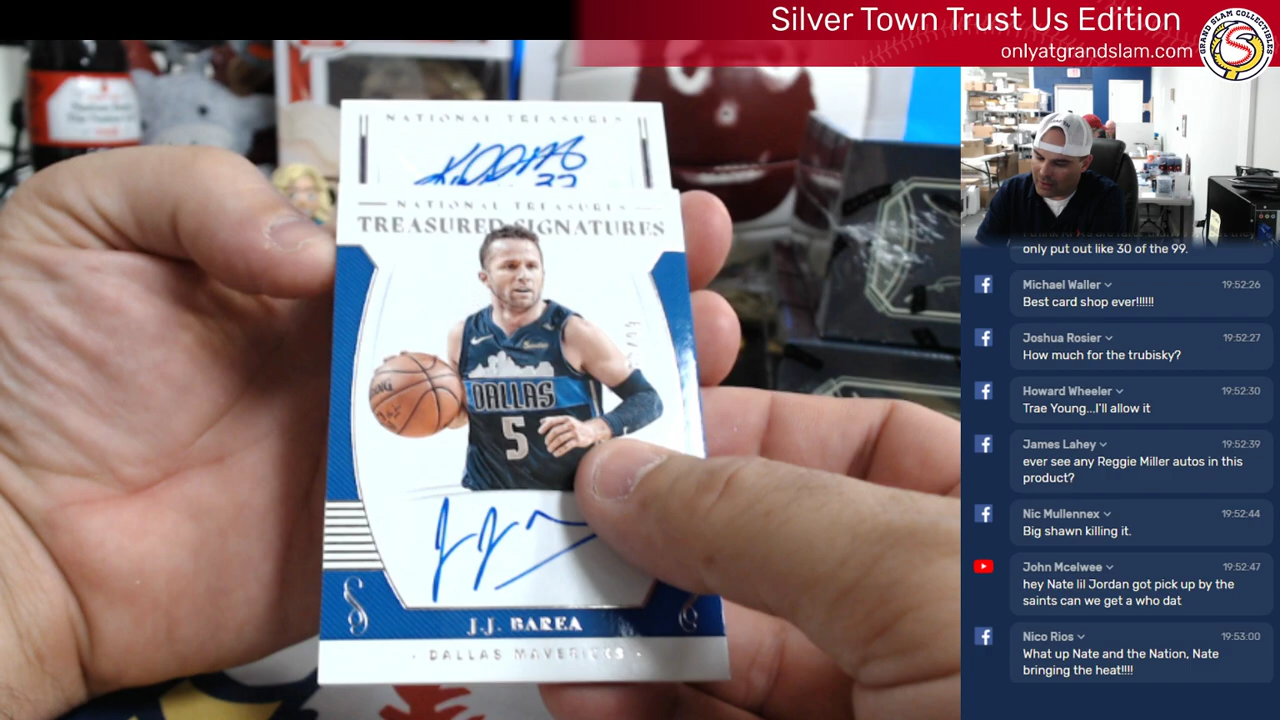 Silver Town Trust Us Edition
onlyatgrandslam.com
GRAND SLAM COLLECTIBLES
NATIONAL TREASURES
NATIONAL TREASURES
TREASURED SIGNATURES
DALLAS
5
J.J. BAREA
DALLAS MAVERICKS
only put out like 30 of the 99.
Michael Waller 19:52:26
Best card shop ever!!!!!!
Joshua Rosier 19:52:27
How much for the trubisky?
Howard Wheeler 19:52:30
Trae Young...I'll allow it
James Lahey 19:52:39
ever see any Reggie Miller autos in this
product?
Nic Mullennex 19:52:44
Big shawn killing it.
John Mcelwee 19:52:47
hey Nate lil Jordan got pick up by the
saints can we get a who dat
Nico Rios 19:53:00
What up Nate and the Nation, Nate
bringing the heat!!!!